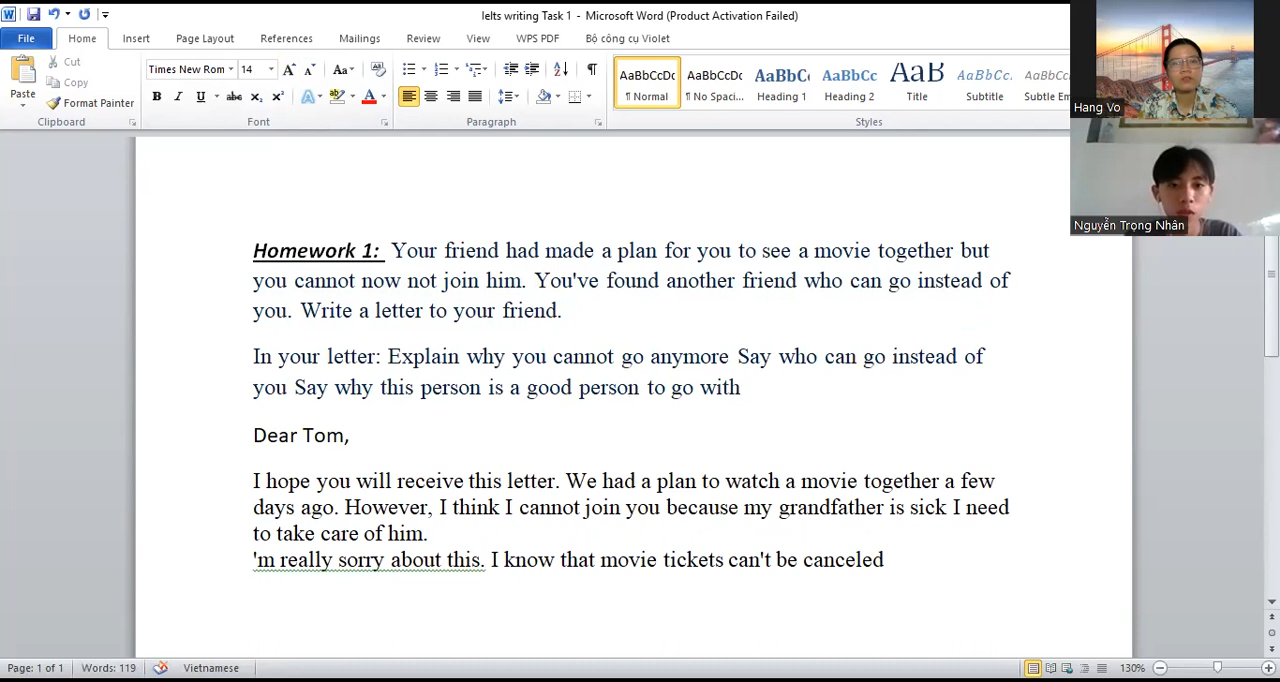 Ielts writing Task 1 - Microsoft Word (Product Activation Failed)
File Home Insert Page Layout References Mailings Review View WPS PDF Bộ công cụ Violet
Paste
Cut
Copy
Format Painter
Clipboard
Times New Rom 14
Font
Paragraph
AaBbCcDc AaBbCcDc AaBbC AaBbCc AaB AaBbCc. AaBbCc
¶ Normal ¶ No Spaci... Heading 1 Heading 2 Title Subtitle Subtle Em
Styles
Hang Vo
Nguyễn Trọng Nhân
Homework 1: Your friend had made a plan for you to see a movie together but
you cannot now not join him. You've found another friend who can go instead of
you. Write a letter to your friend.
In your letter: Explain why you cannot go anymore Say who can go instead of
you Say why this person is a good person to go with
Dear Tom,
I hope you will receive this letter. We had a plan to watch a movie together a few
days ago. However, I think I cannot join you because my grandfather is sick I need
to take care of him.
'm really sorry about this. I know that movie tickets can't be canceled
Page: 1 of 1 Words: 119 Vietnamese 130%